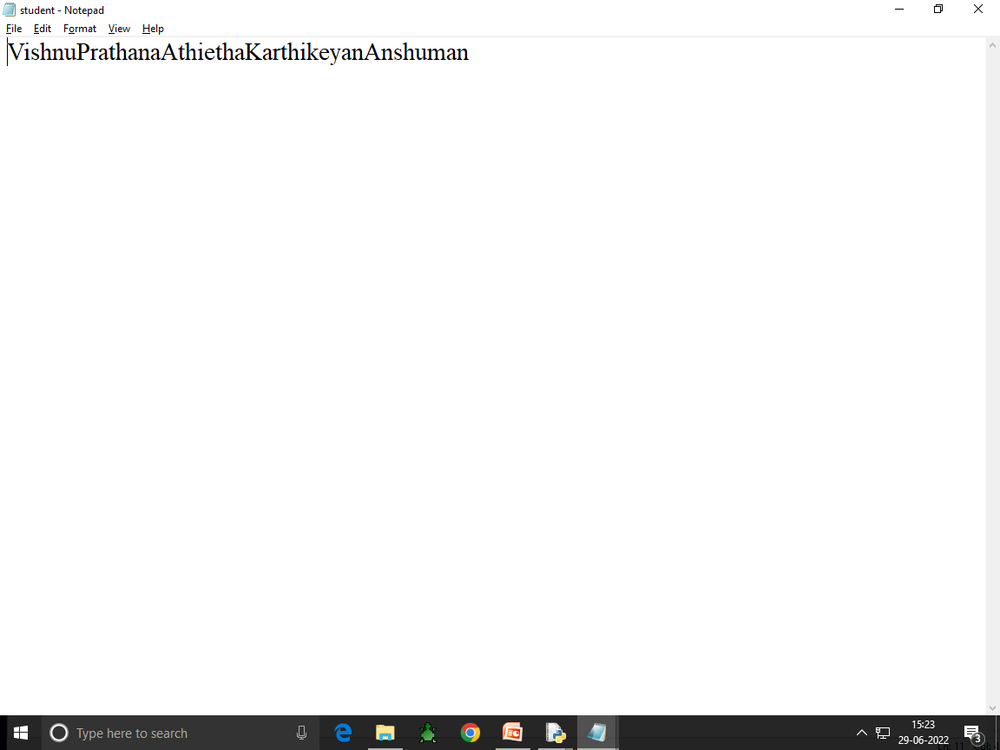 student - Notepad
File Edit Format View Help
VishnuPrathanaAthiethaKarthikeyanAnshuman
Type here to search
15:23
29-06-2022
3